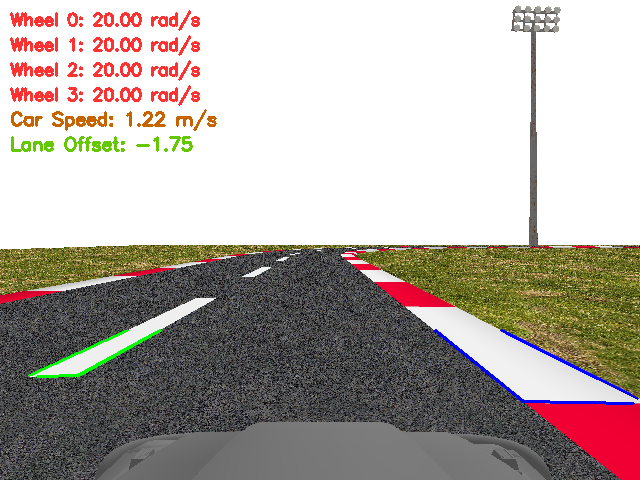 Wheel 0: 20.00 rad/s
Wheel 1: 20.00 rad/s
Wheel 2: 20.00 rad/s
Wheel 3: 20.00 rad/s
Car Speed: 1.22 m/s
Lane Offset: -1.75